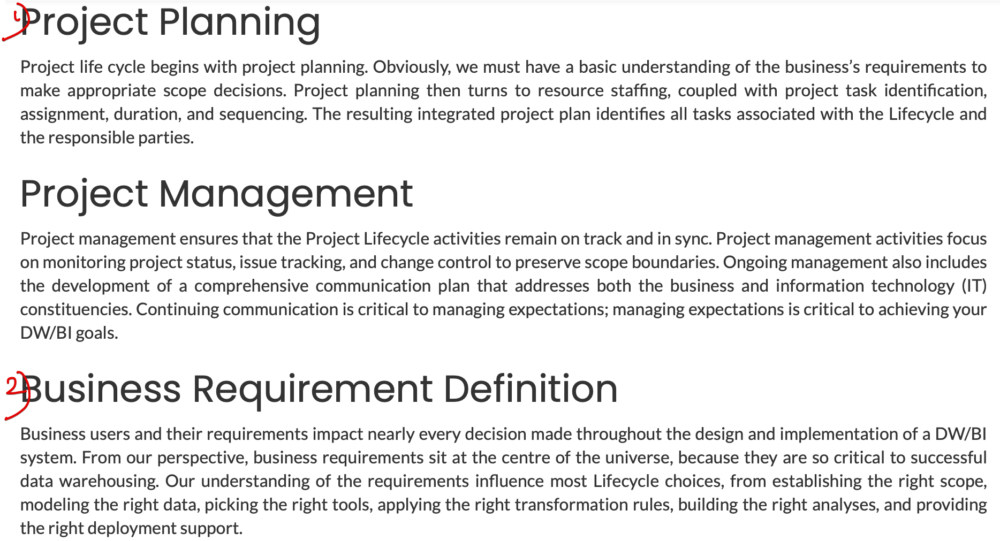 1) Project Planning
Project life cycle begins with project planning. Obviously, we must have a basic understanding of the business’s requirements to
make appropriate scope decisions. Project planning then turns to resource staffing, coupled with project task identification,
assignment, duration, and sequencing. The resulting integrated project plan identifies all tasks associated with the Lifecycle and
the responsible parties.
Project Management
Project management ensures that the Project Lifecycle activities remain on track and in sync. Project management activities focus
on monitoring project status, issue tracking, and change control to preserve scope boundaries. Ongoing management also includes
the development of a comprehensive communication plan that addresses both the business and information technology (IT)
constituencies. Continuing communication is critical to managing expectations; managing expectations is critical to achieving your
DW/BI goals.
2) Business Requirement Definition
Business users and their requirements impact nearly every decision made throughout the design and implementation of a DW/BI
system. From our perspective, business requirements sit at the centre of the universe, because they are so critical to successful
data warehousing. Our understanding of the requirements influence most Lifecycle choices, from establishing the right scope,
modeling the right data, picking the right tools, applying the right transformation rules, building the right analyses, and providing
the right deployment support.